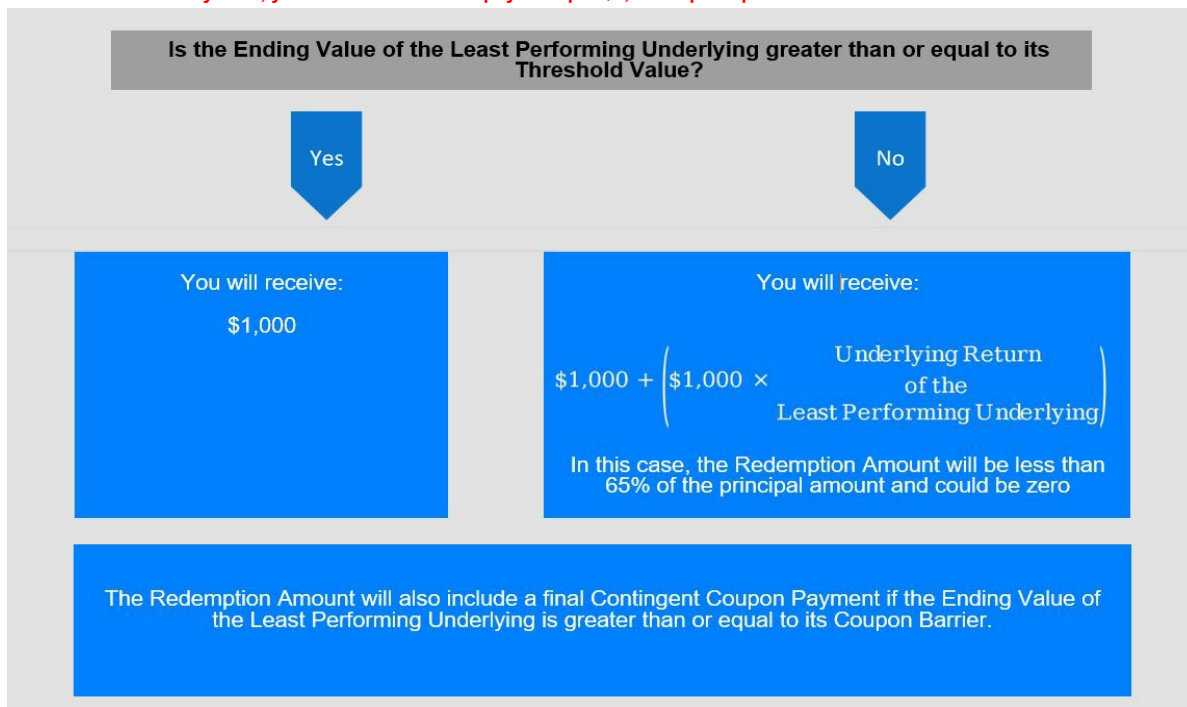 Is the Ending Value of the Least Performing Underlying greater than or equal to its
Threshold Value?
Yes
No
You will receive:
$1,000
You will receive:
$1,000 + ($1,000 × Underlying Return
of the
Least Performing Underlying)
In this case, the Redemption Amount will be less than
65% of the principal amount and could be zero
The Redemption Amount will also include a final Contingent Coupon Payment if the Ending Value of
the Least Performing Underlying is greater than or equal to its Coupon Barrier.